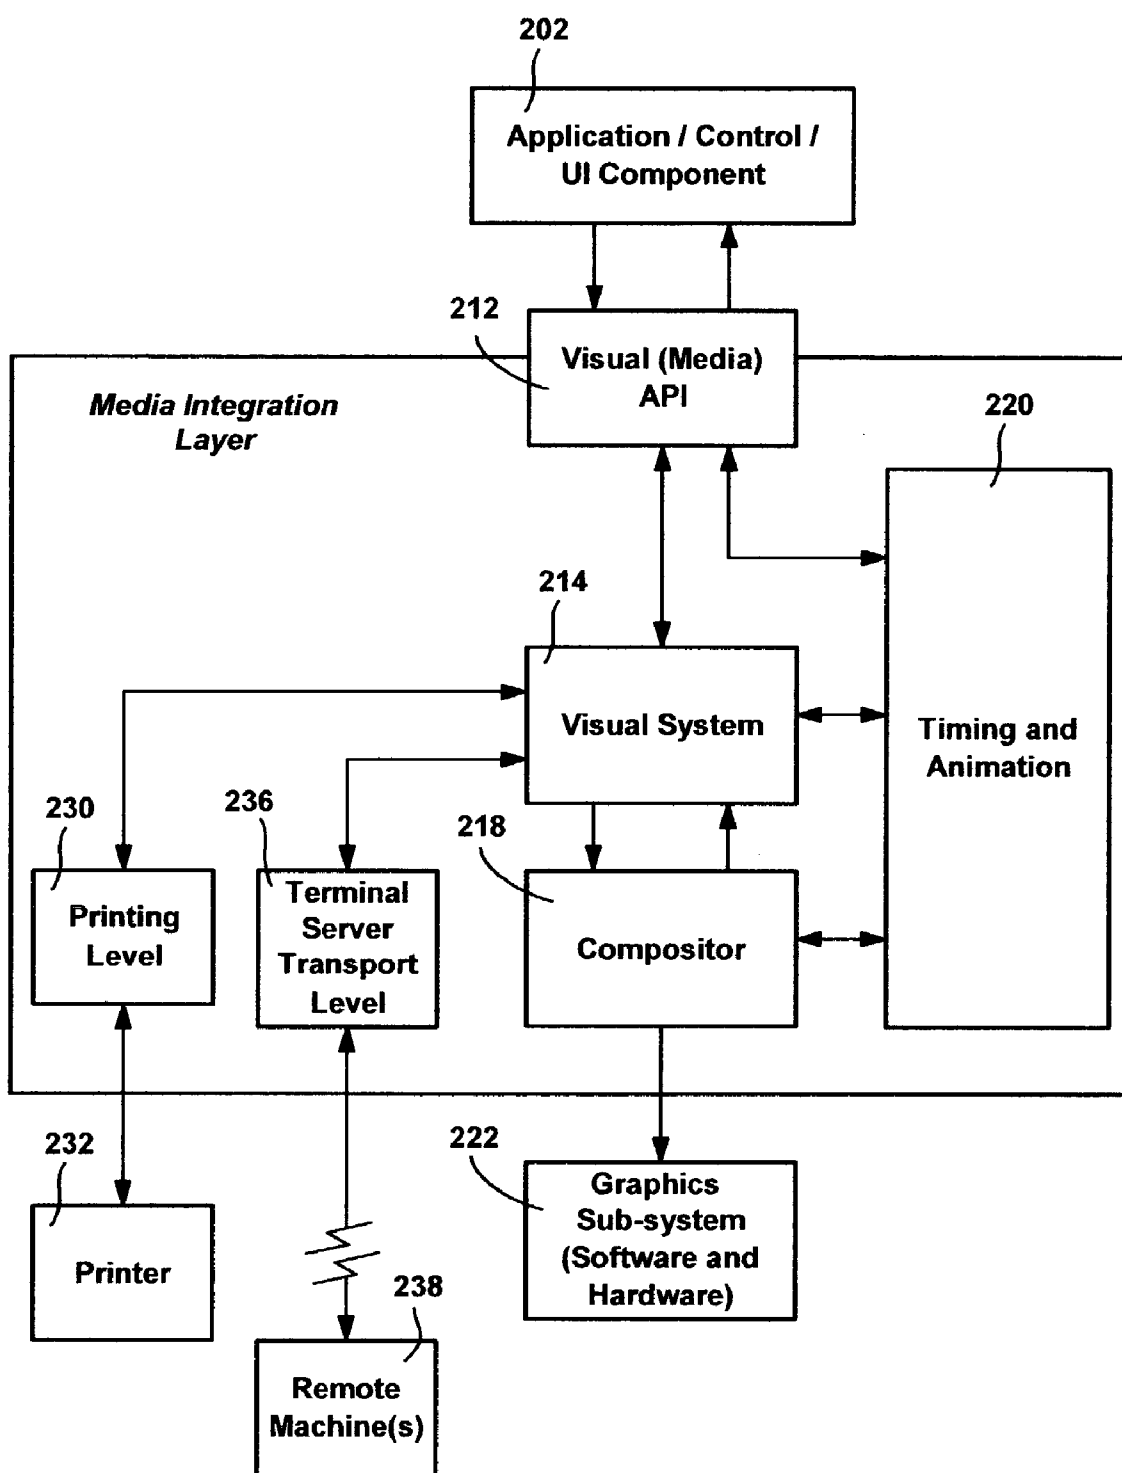 202
Application / Control /
UI Component
212
Visual (Media)
API
Media Integration
Layer
220
214
Visual System
Timing and
Animation
230
236
218
Printing
Level
Terminal
Server
Transport
Level
Compositor
232
222
Printer
Graphics
Sub-system
(Software and
Hardware)
238
Remote
Machine(s)